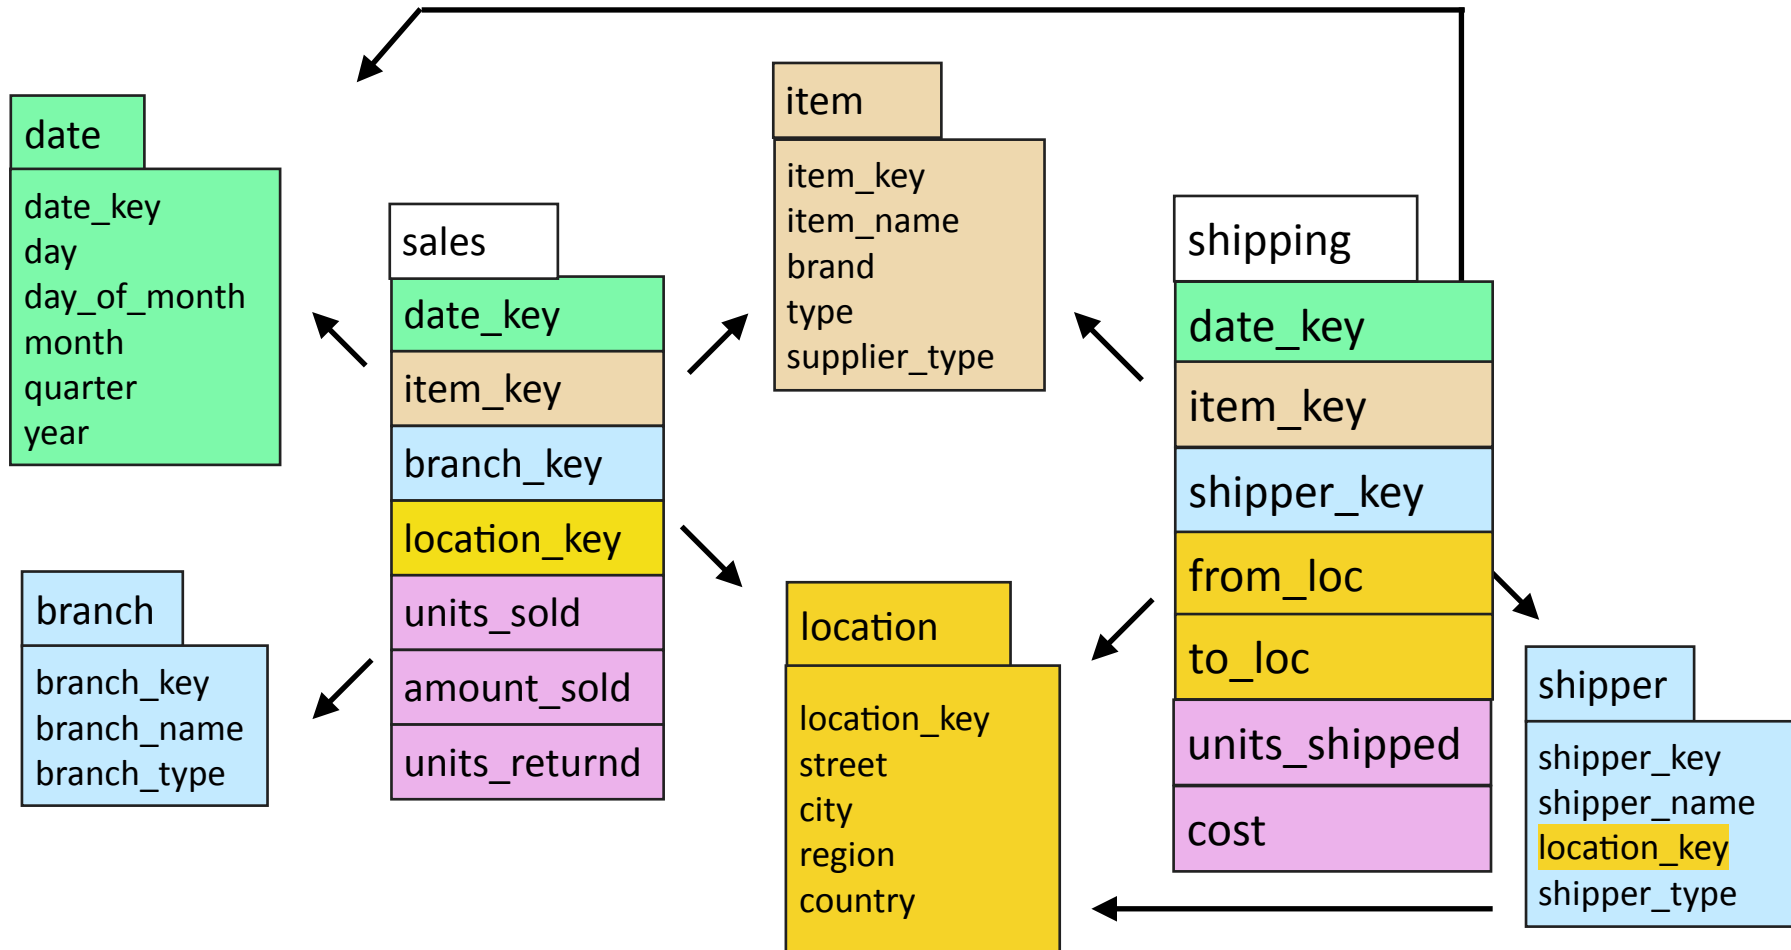 date
date_key
day
day_of_month
month
quarter
year
branch
branch_key
branch_name
branch_type
sales
date_key
item_key
branch_key
location_key
units_sold
amount_sold
units_returnd
item
item_key
item_name
brand
type
supplier_type
location
location_key
street
city
region
country
shipping
date_key
item_key
shipper_key
from_loc
to_loc
units_shipped
cost
shipper
shipper_key
shipper_name
location_key
shipper_type